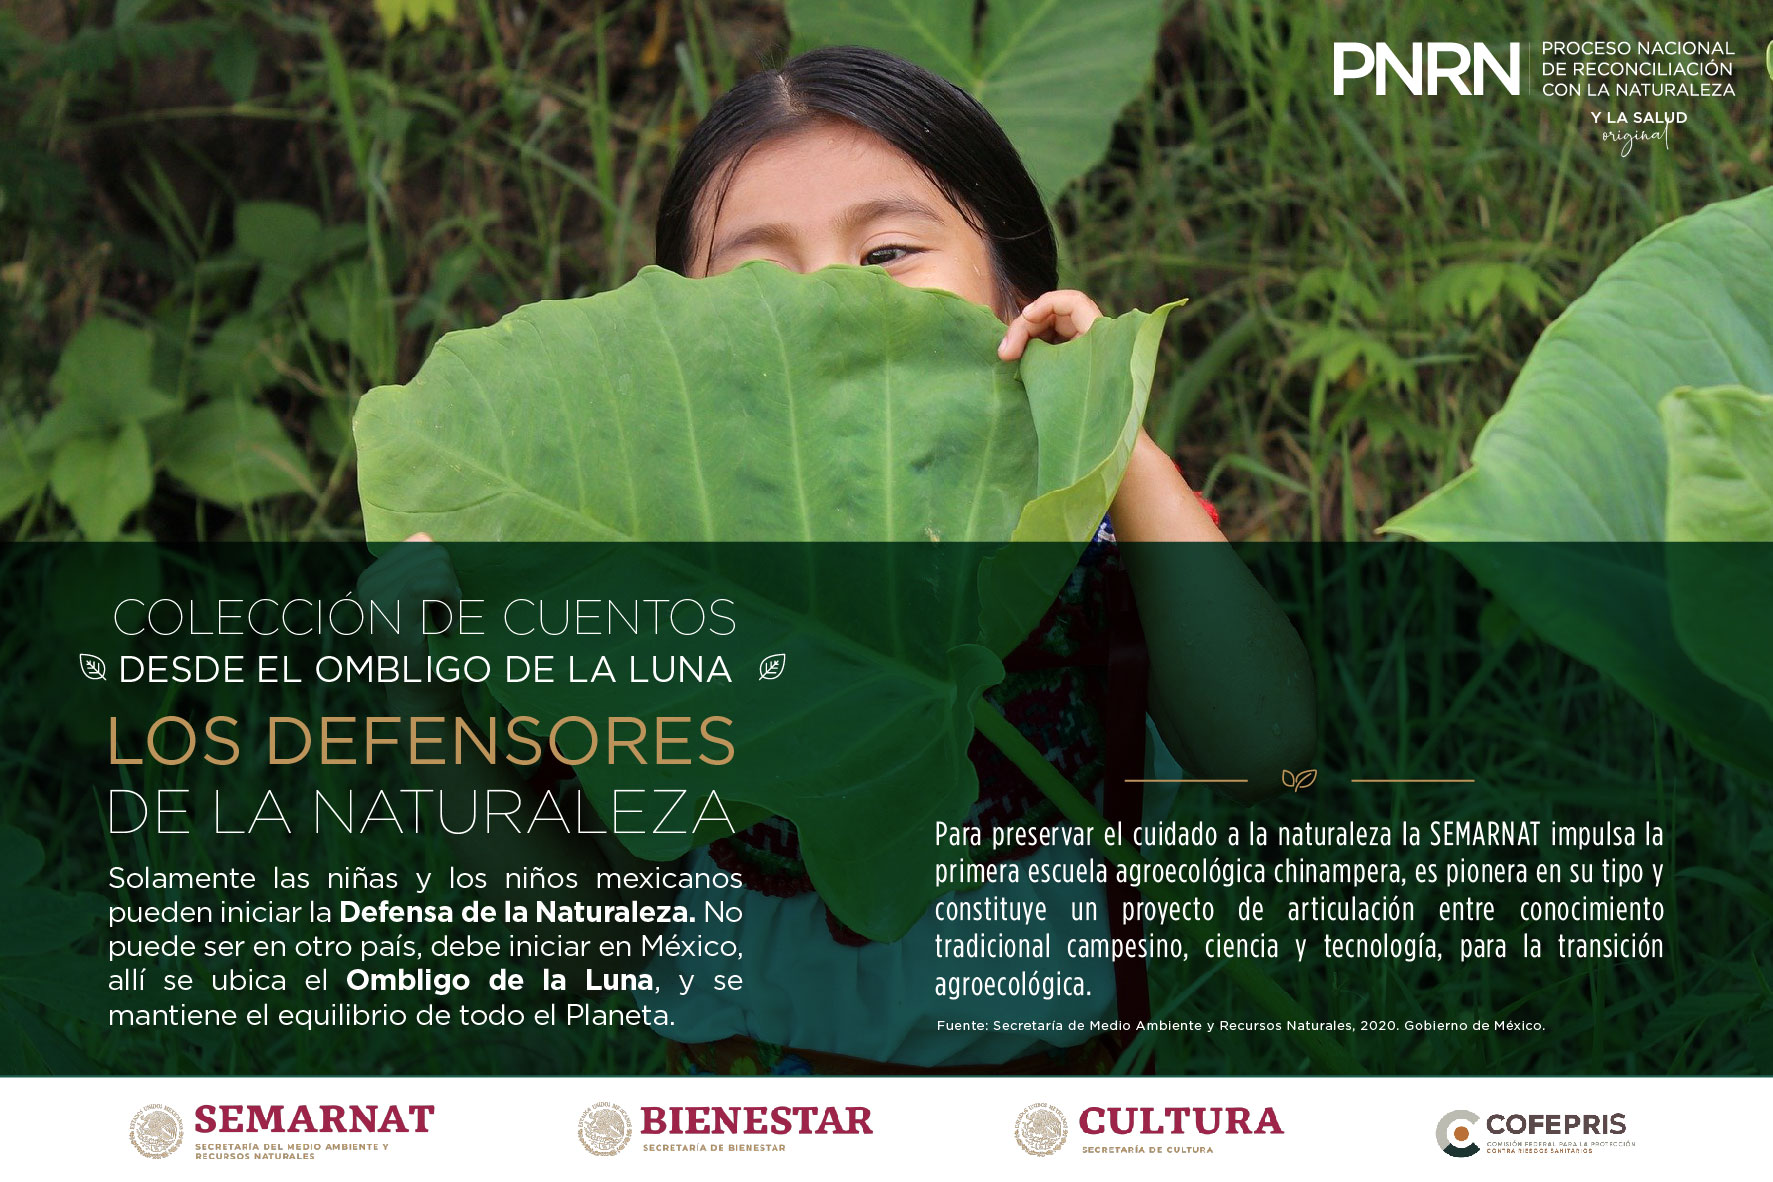 PNRN
PROCESO NACIONAL
DE RECONCILIACIÓN
CON LA NATURALEZA
Y LA SALUD
original
COLECCIÓN DE CUENTOS
DESDE EL OMBLIGO DE LA LUNA
LOS DEFENSORES
DE LA NATURALEZA
Solamente las niñas y los niños mexicanos
pueden iniciar la Defensa de la Naturaleza. No
puede ser en otro país, debe iniciar en México,
allí se ubica el Ombligo de la Luna, y se
mantiene el equilibrio de todo el Planeta.
Para preservar el cuidado a la naturaleza la SEMARNAT impulsa la
primera escuela agroecológica chinampera, es pionera en su tipo y
constituye un proyecto de articulación entre conocimiento
tradicional campesino, ciencia y tecnología, para la transición
agroecológica.
Fuente: Secretaría de Medio Ambiente y Recursos Naturales, 2020. Gobierno de México.
SEMARNAT
SECRETARÍA DEL MEDIO AMBIENTE Y
RECURSOS NATURALES
BIENESTAR
SECRETARÍA DE BIENESTAR
CULTURA
SECRETARÍA DE CULTURA
COFEPRIS
COMISIÓN FEDERAL PARA LA PROTECCIÓN
CONTRA RIESGOS SANITARIOS